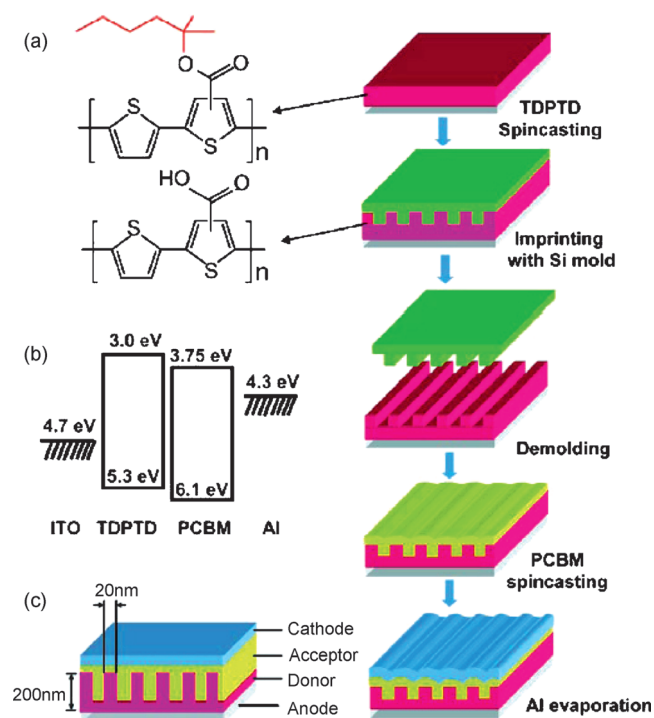 (a)
O
O
S
S
n
HO
O
S
S
n
TDPTD
Spincasting
Imprinting
with Si mold
Demolding
PCBM
spincasting
Al evaporation
(b)
3.0 eV
3.75 eV
4.3 eV
4.7 eV
5.3 eV
6.1 eV
ITO TDPTD PCBM Al
(c)
20nm
200nm
Cathode
Acceptor
Donor
Anode